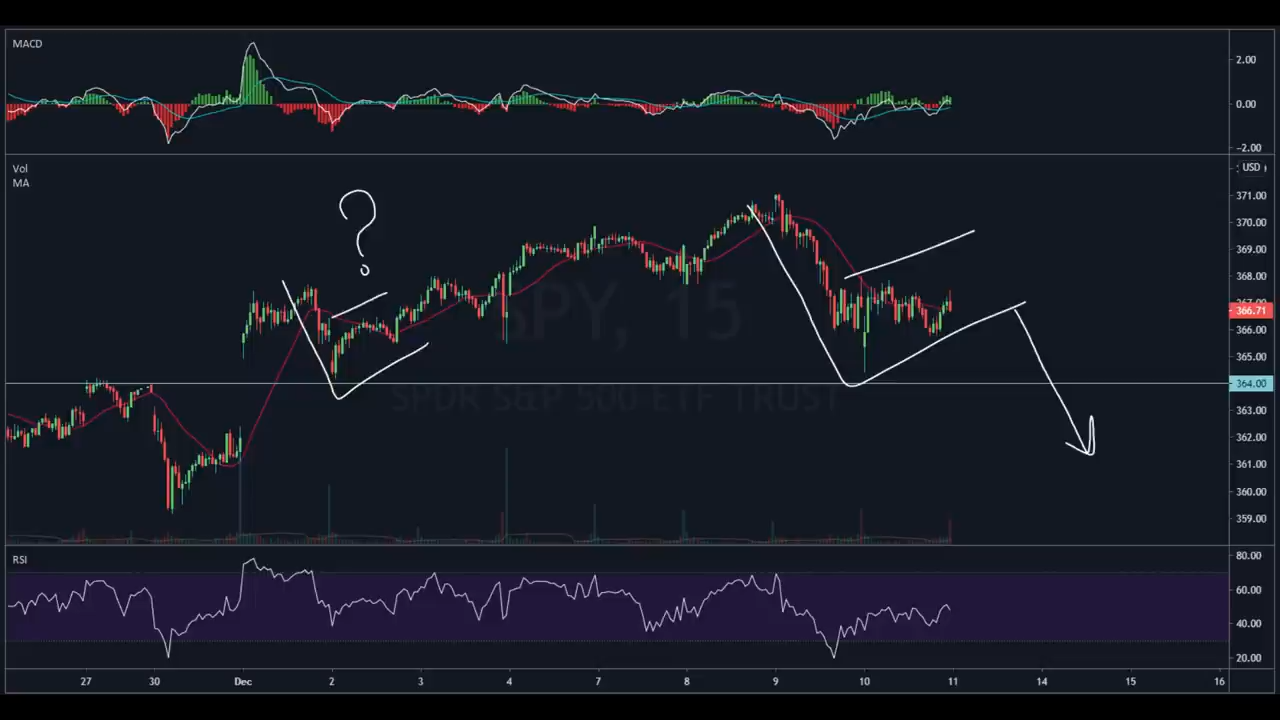 MACD
2.00
0.00
−2.00
Vol
USD
MA
371.00
370.00
369.00
368.00
367.00
366.71
366.00
365.00
364.00
363.00
362.00
361.00
360.00
359.00
?
SPY, 15
SPDR S&P 500 ETF TRUST
RSI
80.00
60.00
40.00
20.00
27 30 Dec 2 3 4 7 8 9 10 11 14 15 16